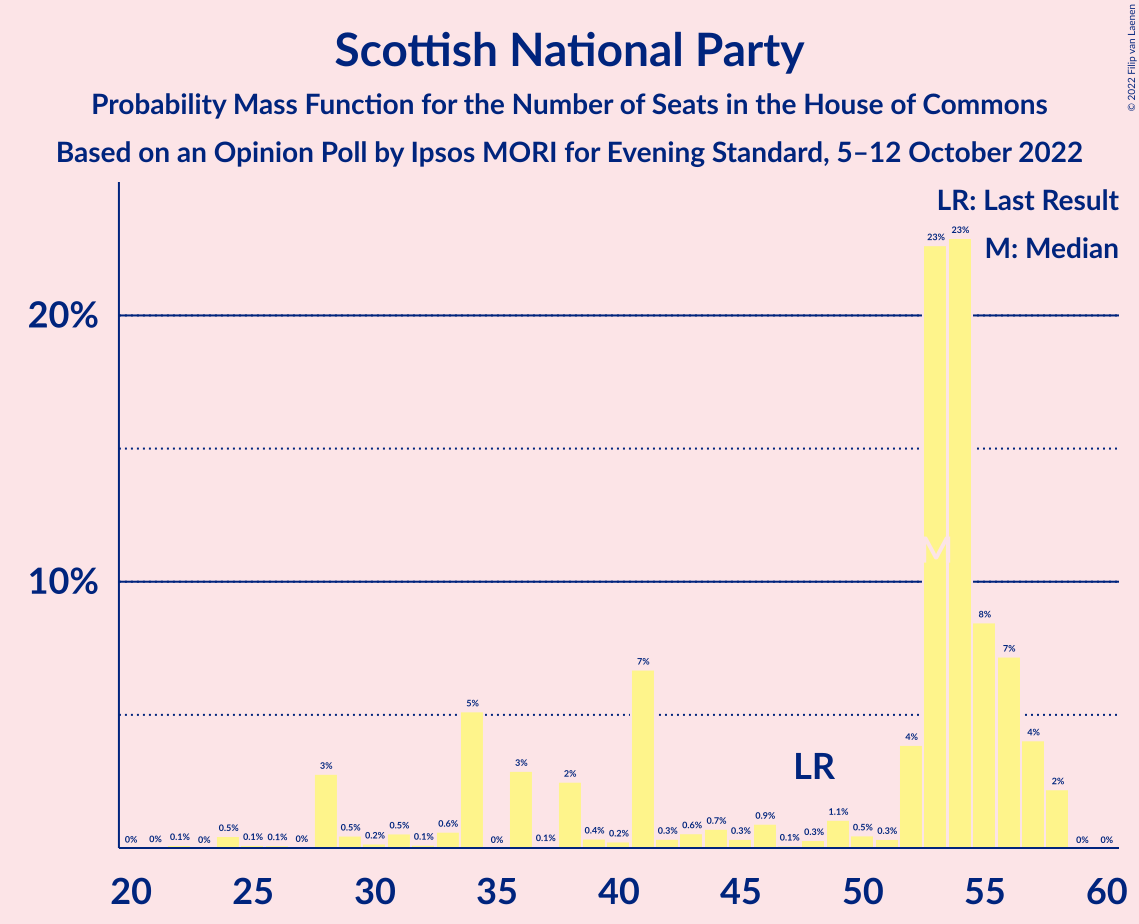 Scottish National Party
Probability Mass Function for the Number of Seats in the House of Commons
Based on an Opinion Poll by Ipsos MORI for Evening Standard, 5–12 October 2022
© 2022 Filip van Laenen
LR: Last Result
M: Median
20%
10%
0% 0% 0.1% 0% 0.5% 0.1% 0.1% 0% 3% 0.5% 0.2% 0.5% 0.1% 0.6% 5% 0% 3% 0.1% 2% 0.4% 0.2% 7% 0.3% 0.6% 0.7% 0.3% 0.9% 0.1% 0.3% 1.1% 0.5% 0.3% 4% 23% 23% 8% 7% 4% 2% 0% 0%
M
LR
20 25 30 35 40 45 50 55 60